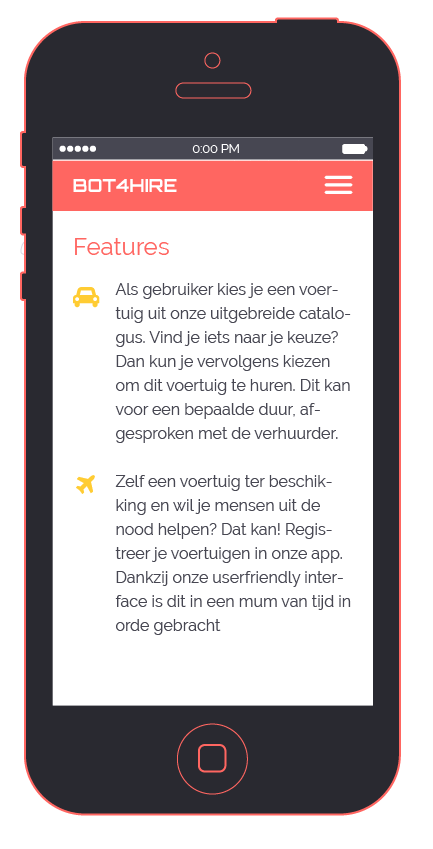 0:00 PM
BOT4HIRE
Features
Als gebruiker kies je een voer-
tuig uit onze uitgebreide catalo-
gus. Vind je iets naar je keuze?
Dan kun je vervolgens kiezen
om dit voertuig te huren. Dit kan
voor een bepaalde duur, af-
gesproken met de verhuurder.
Zelf een voertuig ter beschik-
king en wil je mensen uit de
nood helpen? Dat kan! Regis-
treer je voertuigen in onze app.
Dankzij onze userfriendly inter-
face is dit in een mum van tijd in
orde gebracht